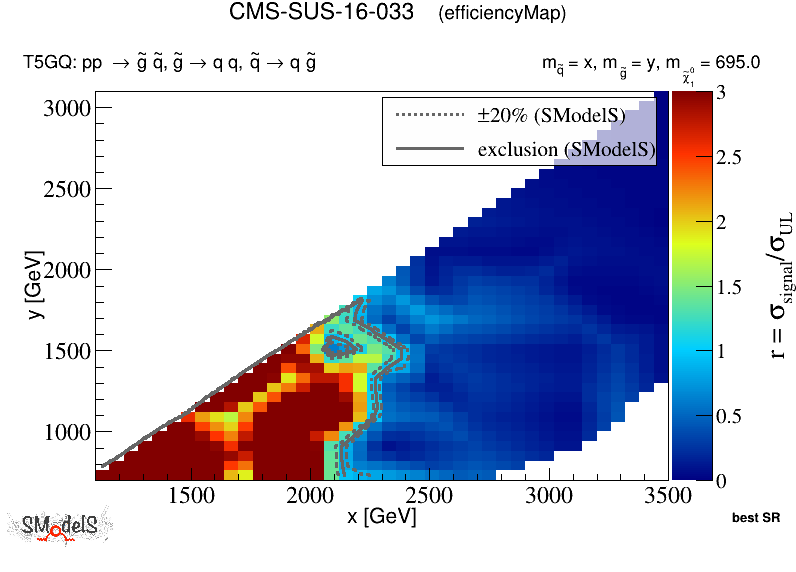 CMS-SUS-16-033 (efficiencyMap)
T5GQ: pp → g̃ q̃, g̃ → q q, q̃ → q g̃
m_q̃ = x, m_g̃ = y, m_χ̃₁⁰ = 695.0
±20% (SModelS)
exclusion (SModelS)
y [GeV]
3000
2500
2000
1500
1000
1500 2000 2500 3000 3500
x [GeV]
3
2.5
2
1.5
1
0.5
0
r = σ_signal/σ_UL
SModelS
best SR